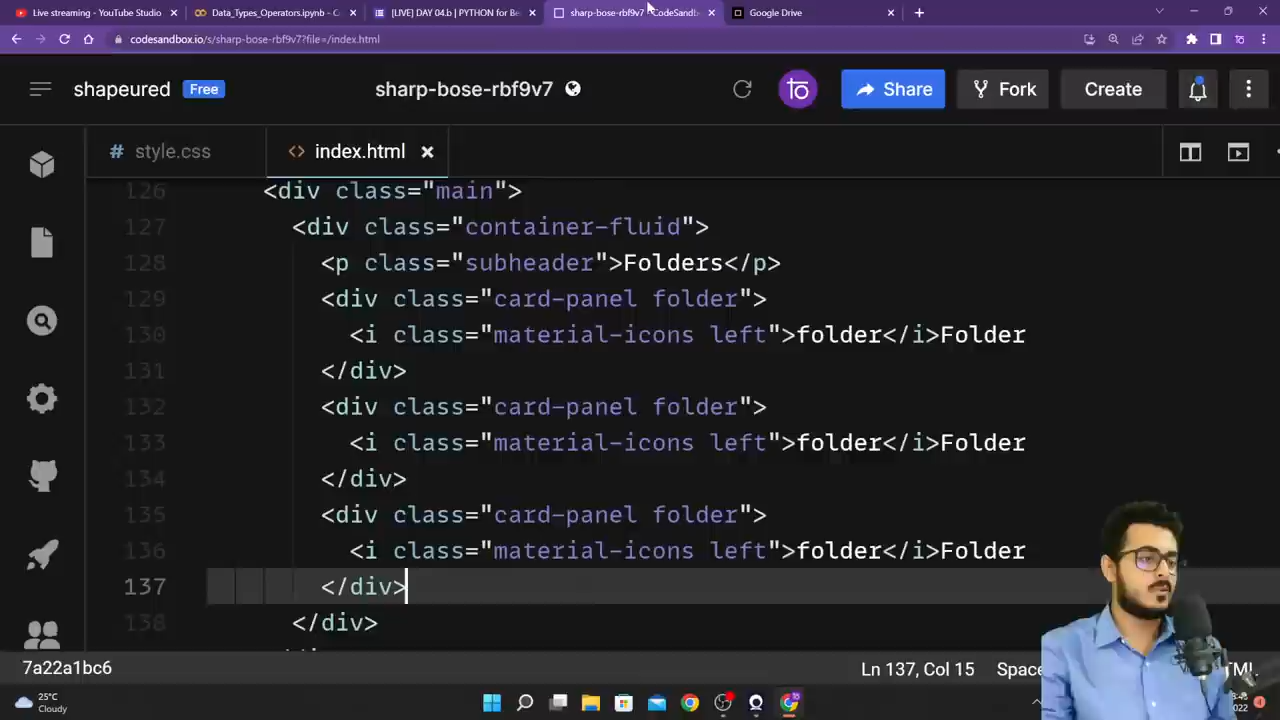 Live streaming - YouTube Studio
Data_Types_Operators.ipynb - C
[LIVE] DAY 04.b | PYTHON for Be
sharp-bose-rbf9v7 - CodeSandb
Google Drive
codesandbox.io/s/sharp-bose-rbf9v7?file=/index.html
shapeured Free
sharp-bose-rbf9v7
Share
Fork
Create
# style.css
<> index.html
126 <div class="main">
127 <div class="container-fluid">
128 <p class="subheader">Folders</p>
129 <div class="card-panel folder">
130 <i class="material-icons left">folder</i>Folder
131 </div>
132 <div class="card-panel folder">
133 <i class="material-icons left">folder</i>Folder
134 </div>
135 <div class="card-panel folder">
136 <i class="material-icons left">folder</i>Folder
137 </div>
138 </div>
7a22a1bc6
Ln 137, Col 15
25°C
Cloudy